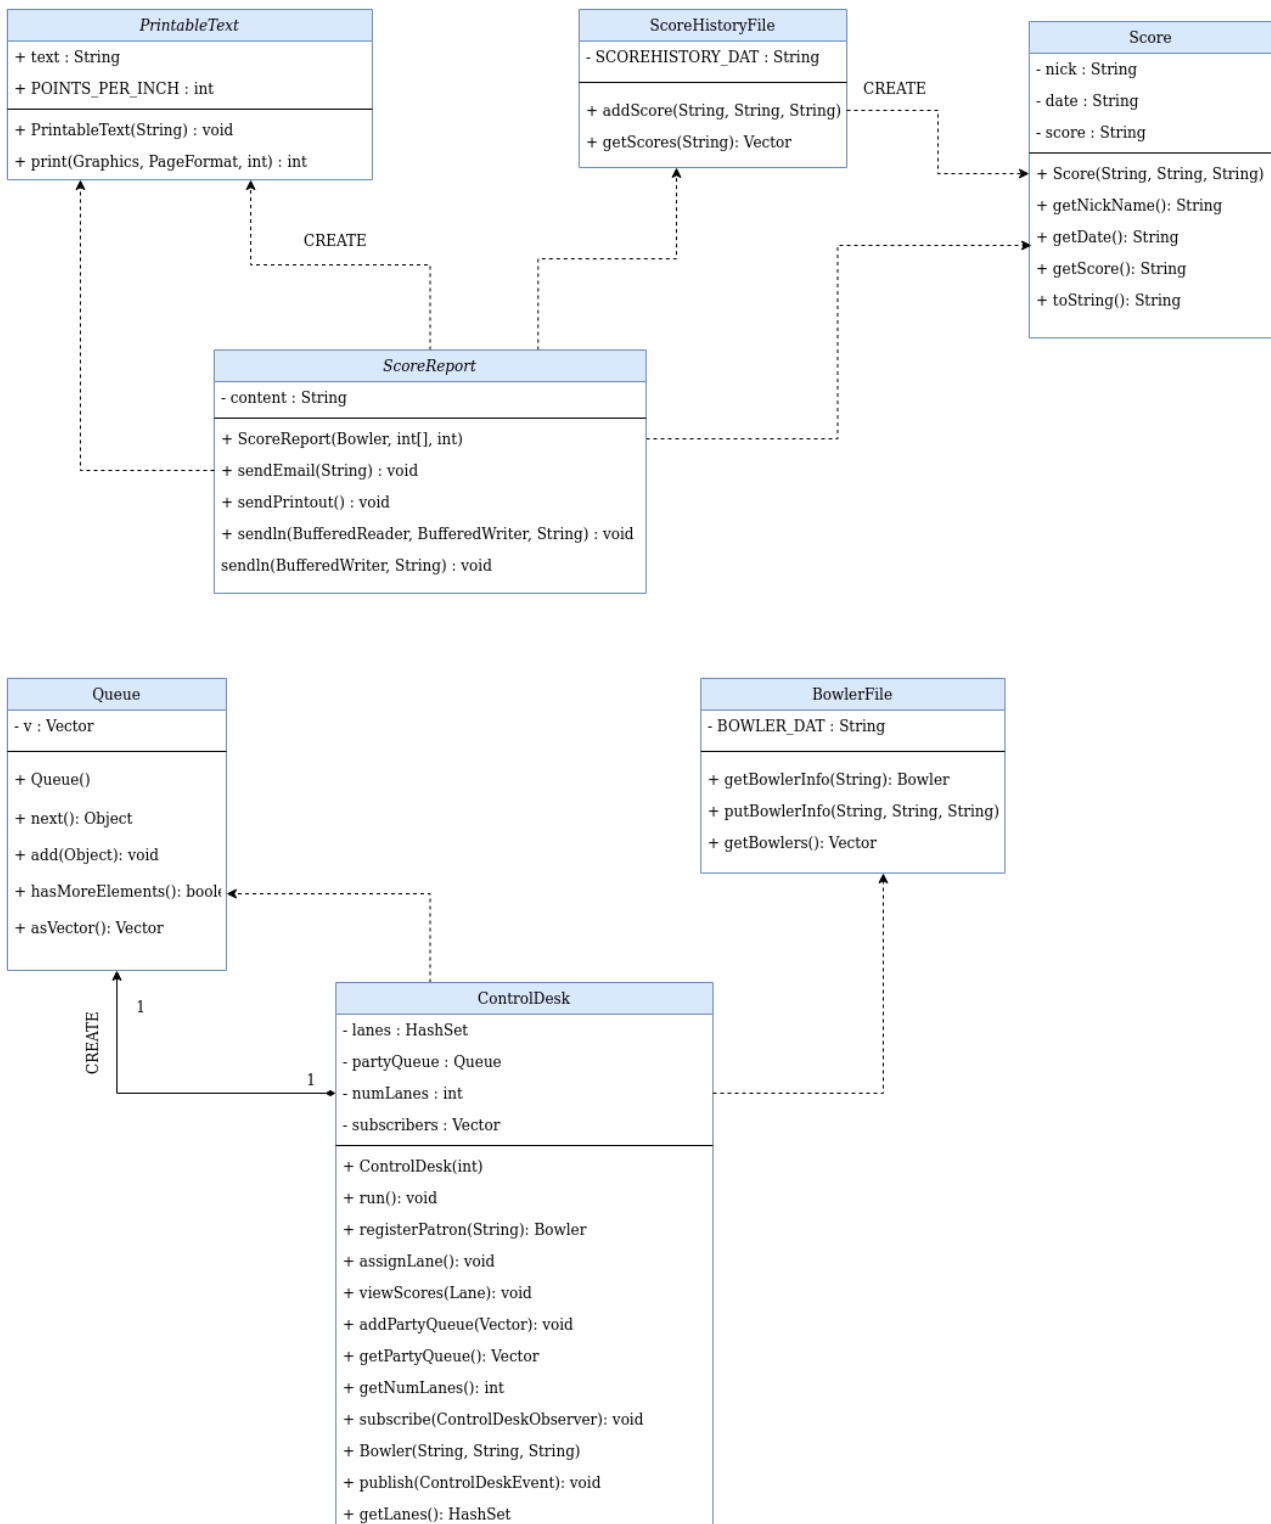 PrintableText
+ text : String
+ POINTS_PER_INCH : int
+ PrintableText(String) : void
+ print(Graphics, PageFormat, int) : int
ScoreHistoryFile
- SCOREHISTORY_DAT : String
+ addScore(String, String, String)
+ getScores(String): Vector
CREATE
Score
- nick : String
- date : String
- score : String
+ Score(String, String, String)
+ getNickName(): String
+ getDate(): String
+ getScore(): String
+ toString(): String
CREATE
ScoreReport
- content : String
+ ScoreReport(Bowler, int[], int)
+ sendEmail(String) : void
+ sendPrintout() : void
+ sendln(BufferedReader, BufferedWriter, String) : void
sendln(BufferedWriter, String) : void
Queue
- v : Vector
+ Queue()
+ next(): Object
+ add(Object): void
+ hasMoreElements(): boole
+ asVector(): Vector
BowlerFile
- BOWLER_DAT : String
+ getBowlerInfo(String): Bowler
+ putBowlerInfo(String, String, String)
+ getBowlers(): Vector
1
CREATE
1
ControlDesk
- lanes : HashSet
- partyQueue : Queue
- numLanes : int
- subscribers : Vector
+ ControlDesk(int)
+ run(): void
+ registerPatron(String): Bowler
+ assignLane(): void
+ viewScores(Lane): void
+ addPartyQueue(Vector): void
+ getPartyQueue(): Vector
+ getNumLanes(): int
+ subscribe(ControlDeskObserver): void
+ Bowler(String, String, String)
+ publish(ControlDeskEvent): void
+ getLanes(): HashSet